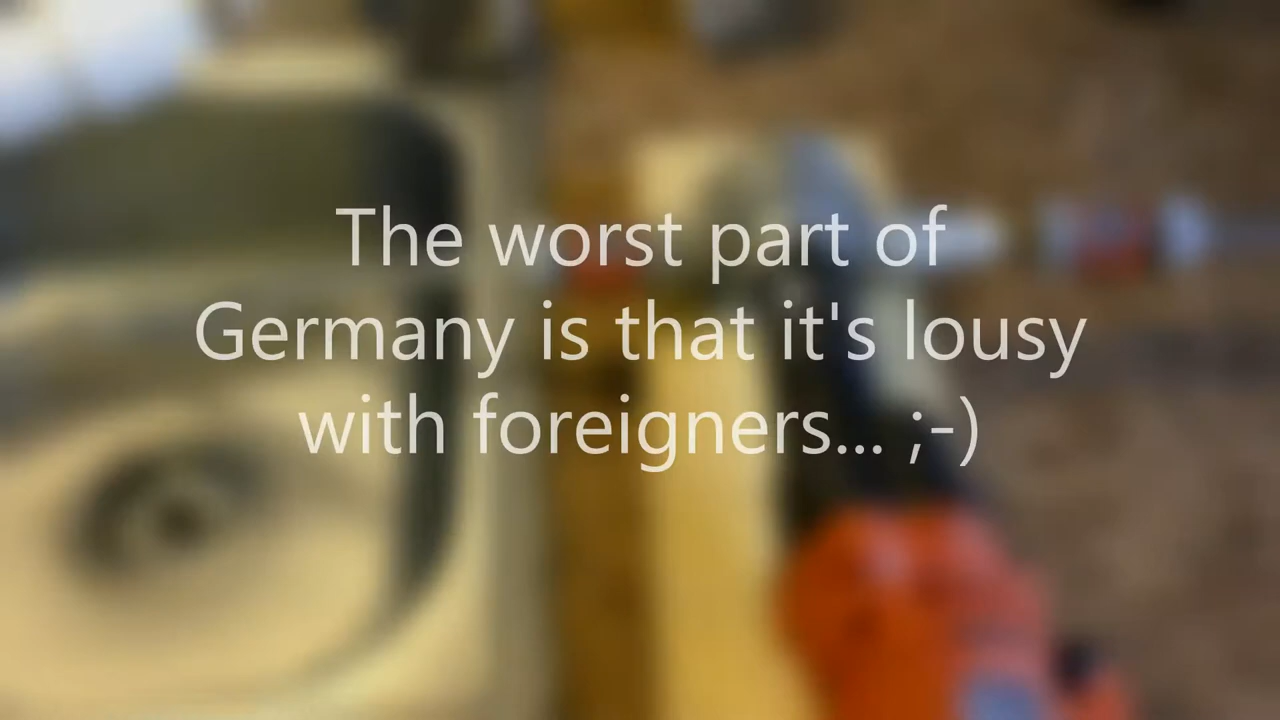 The worst part of
Germany is that it's lousy
with foreigners... ;-)